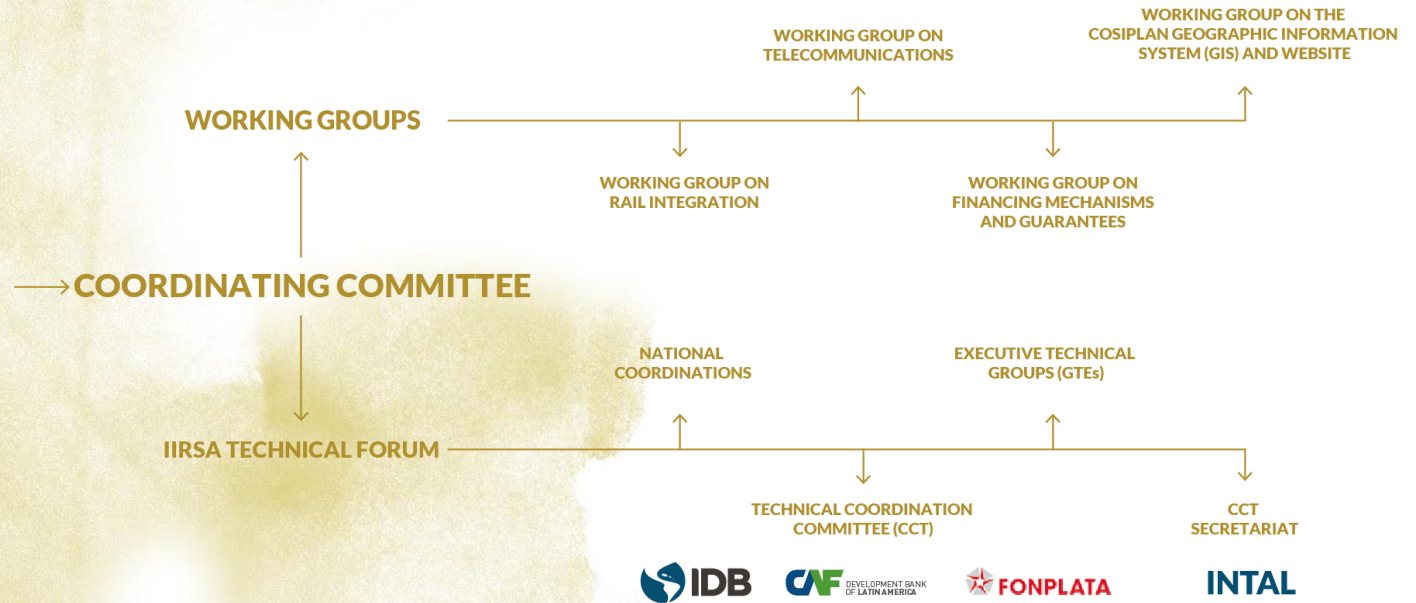 WORKING GROUP ON
TELECOMMUNICATIONS
WORKING GROUP ON THE
COSIPLAN GEOGRAPHIC INFORMATION
SYSTEM (GIS) AND WEBSITE
WORKING GROUPS
WORKING GROUP ON
RAIL INTEGRATION
WORKING GROUP ON
FINANCING MECHANISMS
AND GUARANTEES
COORDINATING COMMITTEE
NATIONAL
COORDINATIONS
EXECUTIVE TECHNICAL
GROUPS (GTEs)
IIRSA TECHNICAL FORUM
TECHNICAL COORDINATION
COMMITTEE (CCT)
CCT
SECRETARIAT
IDB
CAF
DEVELOPMENT BANK
OF LATIN AMERICA
FONPLATA
INTAL